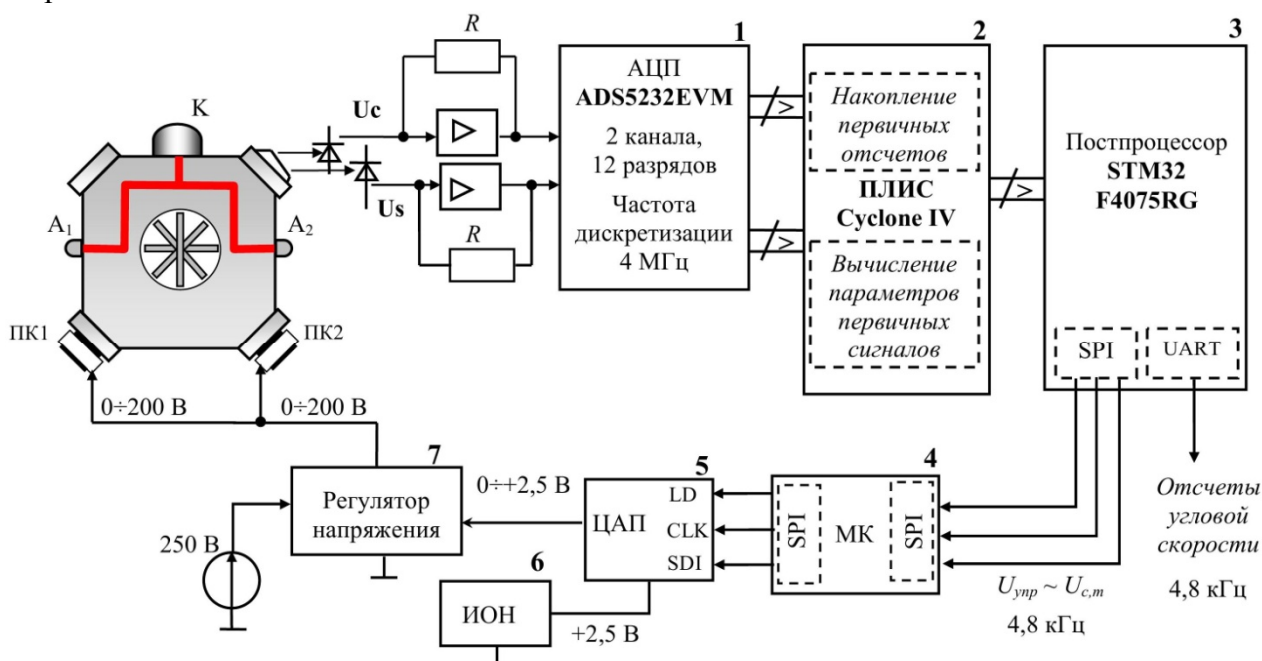 R
1
2
3
К
Uc
АЦП
ADS5232EVM
2 канала,
12 разрядов
Частота
дискретизации
4 МГц
Накопление
первичных
отсчетов
ПЛИС
Cyclone IV
Вычисление
параметров
первичных
сигналов
Постпроцессор
STM32
F4075RG
A1
A2
Us
R
ПК1
ПК2
SPI
UART
0÷200 В
0÷200 В
7
Регулятор
напряжения
250 В
0÷+2,5 В
5
ЦАП
LD
CLK
SDI
4
SPI
МК
SPI
6
ИОН
+2,5 В
Uупр ~ Uc,m
4,8 кГц
Отсчеты
угловой
скорости
4,8 кГц